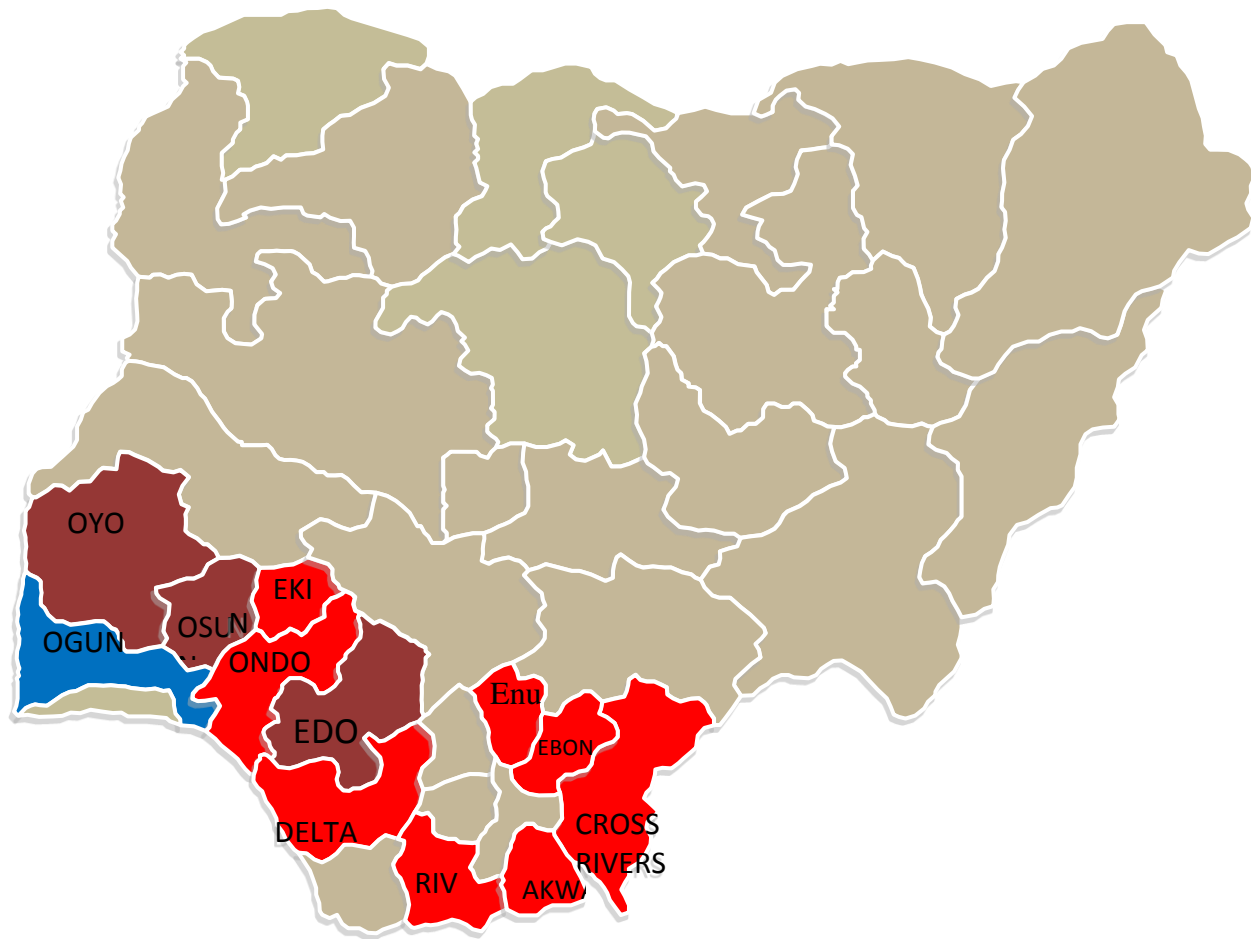 OYO
EKI
OSUN
OGUN
ONDO
Enu
EDO
EBON
DELTA
CROSS
RIVERS
RIV
AKWA